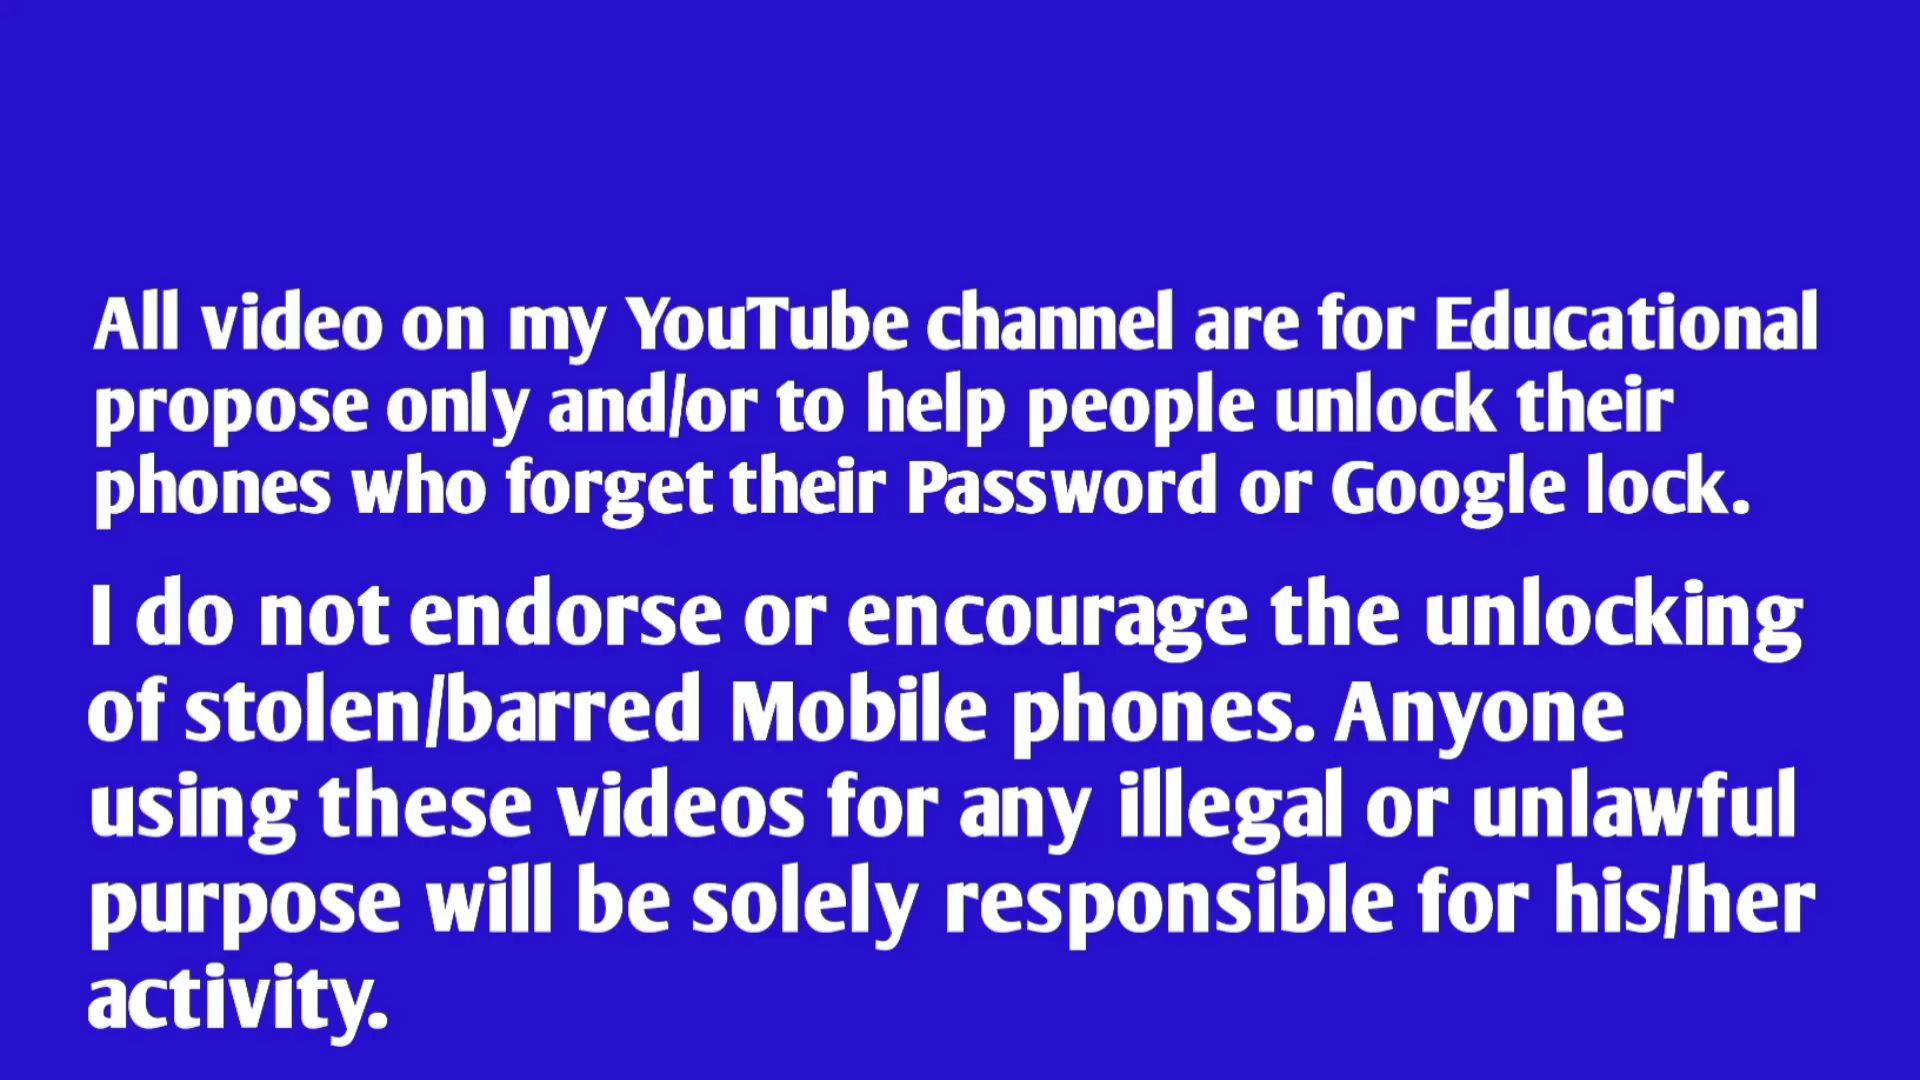 All video on my YouTube channel are for Educational
propose only and/or to help people unlock their
phones who forget their Password or Google lock.
I do not endorse or encourage the unlocking
of stolen/barred Mobile phones. Anyone
using these videos for any illegal or unlawful
purpose will be solely responsible for his/her
activity.